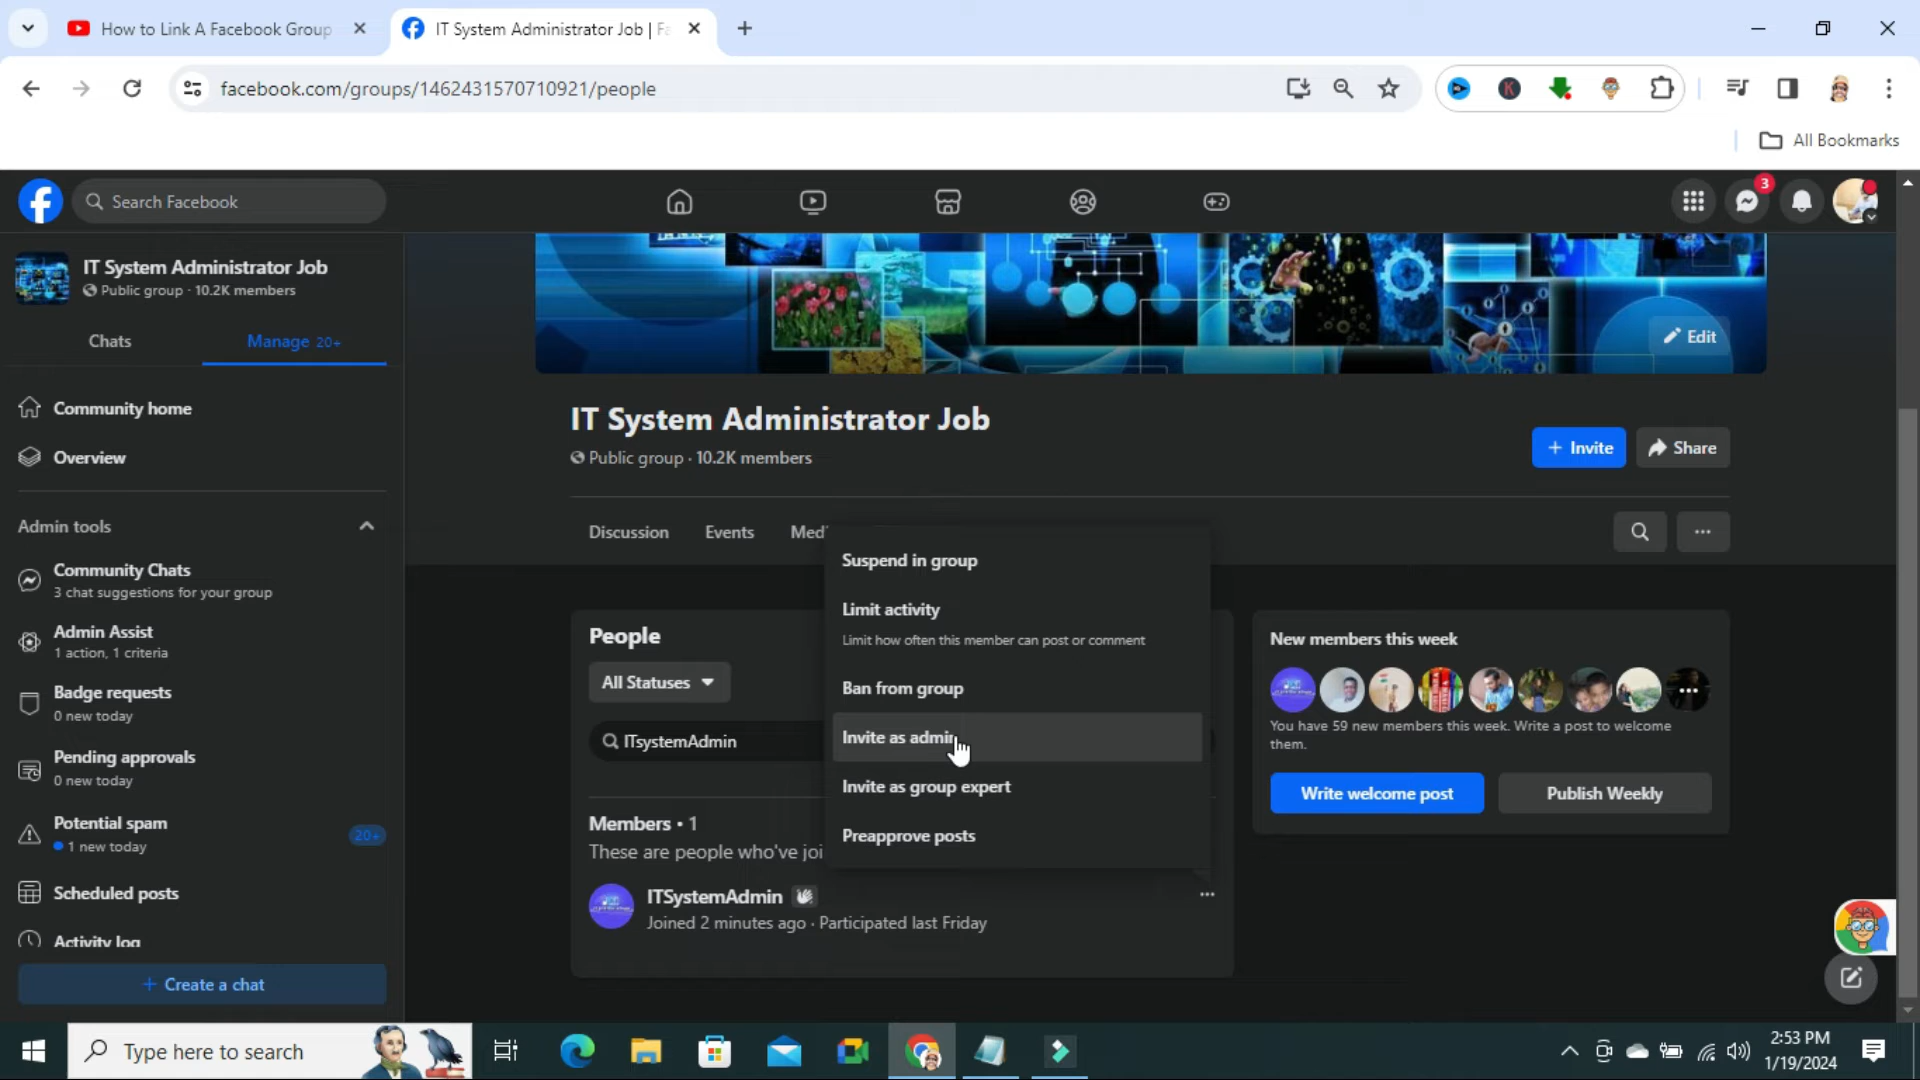 How to Link A Facebook Group
IT System Administrator Job | Fa
facebook.com/groups/1462431570710921/people
All Bookmarks
Search Facebook
3
IT System Administrator Job
Public group · 10.2K members
Chats
Manage 20+
Community home
Overview
Admin tools
Community Chats
3 chat suggestions for your group
Admin Assist
1 action, 1 criteria
Badge requests
0 new today
Pending approvals
0 new today
Potential spam
1 new today
20+
Scheduled posts
Activity log
+ Create a chat
Edit
IT System Administrator Job
Public group · 10.2K members
+ Invite
Share
Discussion
Events
Med
Suspend in group
Limit activity
Limit how often this member can post or comment
Ban from group
Invite as admin
Invite as group expert
Preapprove posts
People
All Statuses
ITsystemAdmin
Members · 1
These are people who've joi
ITSystemAdmin
Joined 2 minutes ago · Participated last Friday
New members this week
You have 59 new members this week. Write a post to welcome
them.
Write welcome post
Publish Weekly
Type here to search
2:53 PM
1/19/2024